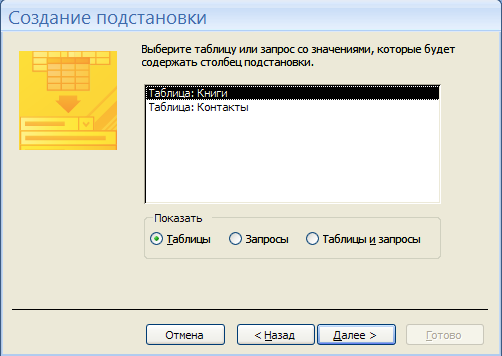 Создание подстановки
Выберите таблицу или запрос со значениями, которые будет
содержать столбец подстановки.
Таблица: Книги
Таблица: Контакты
Показать
Таблицы Запросы Таблицы и запросы
Отмена < Назад Далее > Готово